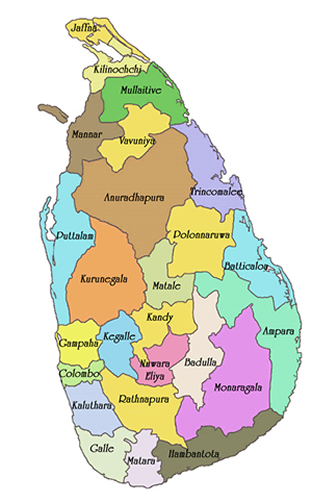 Jaffna
Kilinochchi
Mullaitive
Mannar
Vavuniya
Anuradhapura
Trincomalee
Puttalam
Polonnaruwa
Batticaloa
Kurunegala
Matale
Ampara
Kandy
Gampaha
Kegalle
Nuwara
Eliya
Badulla
Colombo
Monaragala
Kaluthara
Rathnapura
Galle
Matara
Hambantota